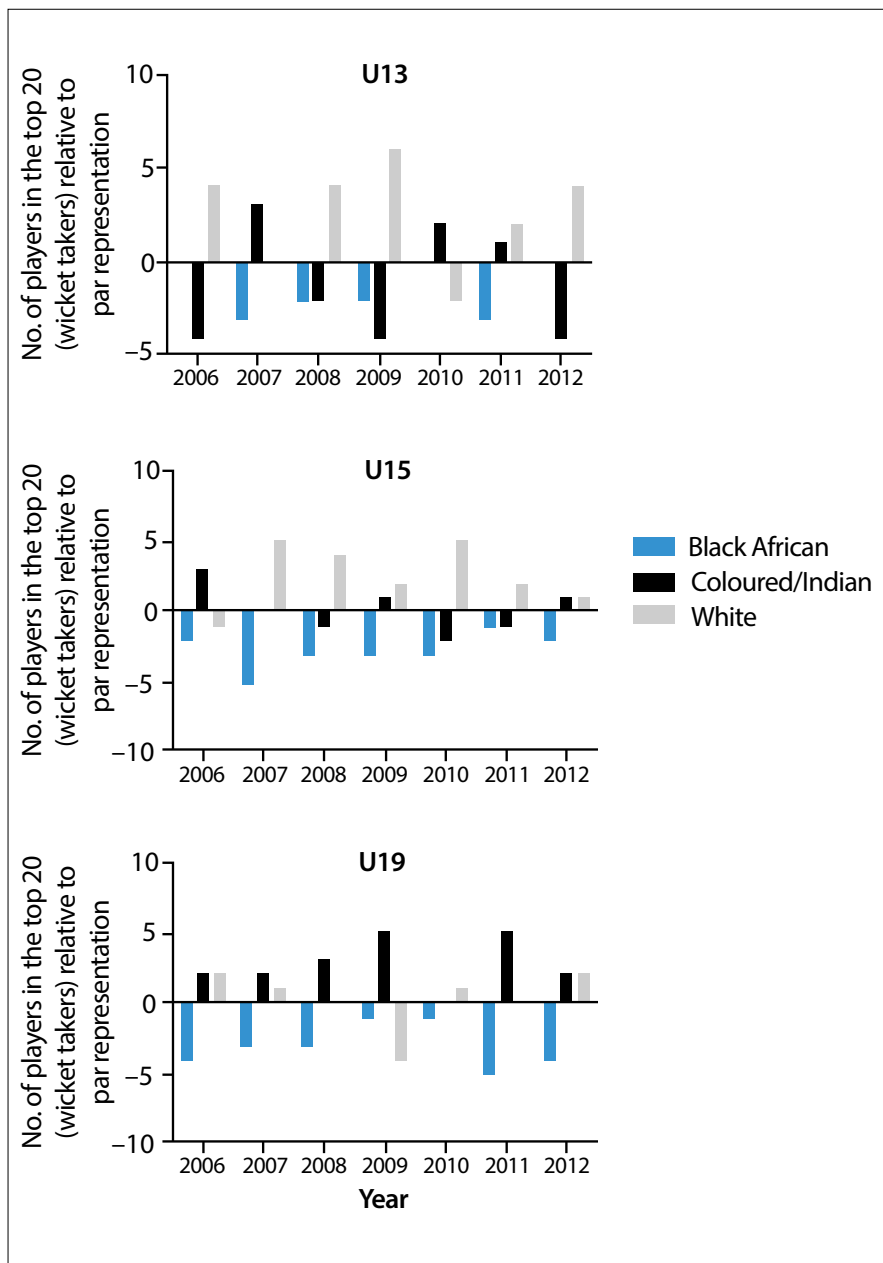 U13
No. of players in the top 20
(wicket takers) relative to
par representation
10
5
0
–5
2006 2007 2008 2009 2010 2011 2012
U15
No. of players in the top 20
(wicket takers) relative to
par representation
10
5
0
–5
–10
2006 2007 2008 2009 2010 2011 2012
Black African
Coloured/Indian
White
U19
No. of players in the top 20
(wicket takers) relative to
par representation
10
5
0
–5
–10
2006 2007 2008 2009 2010 2011 2012
Year